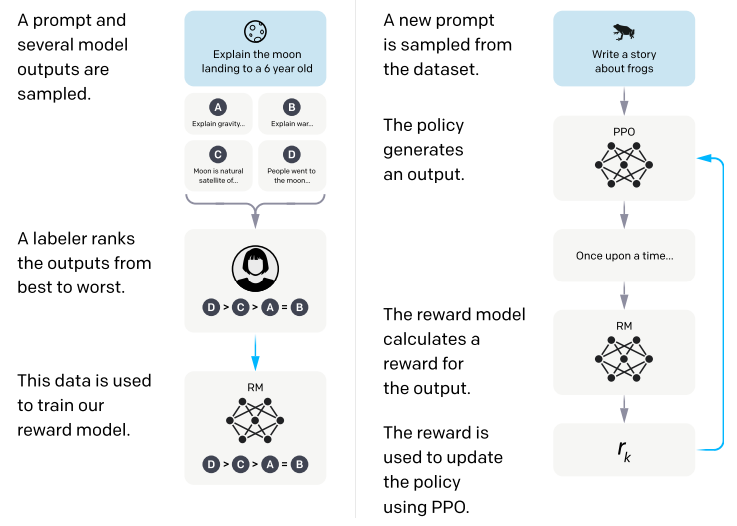 A prompt and
several model
outputs are
sampled.
Explain the moon
landing to a 6 year old
A
Explain gravity...
B
Explain war...
C
Moon is natural
satellite of...
D
People went to
the moon...
A labeler ranks
the outputs from
best to worst.
D > C > A = B
This data is used
to train our
reward model.
RM
D > C > A = B
A new prompt
is sampled from
the dataset.
Write a story
about frogs
The policy
generates
an output.
PPO
Once upon a time...
The reward model
calculates a
reward for
the output.
RM
The reward is
used to update
the policy
using PPO.
rₖ